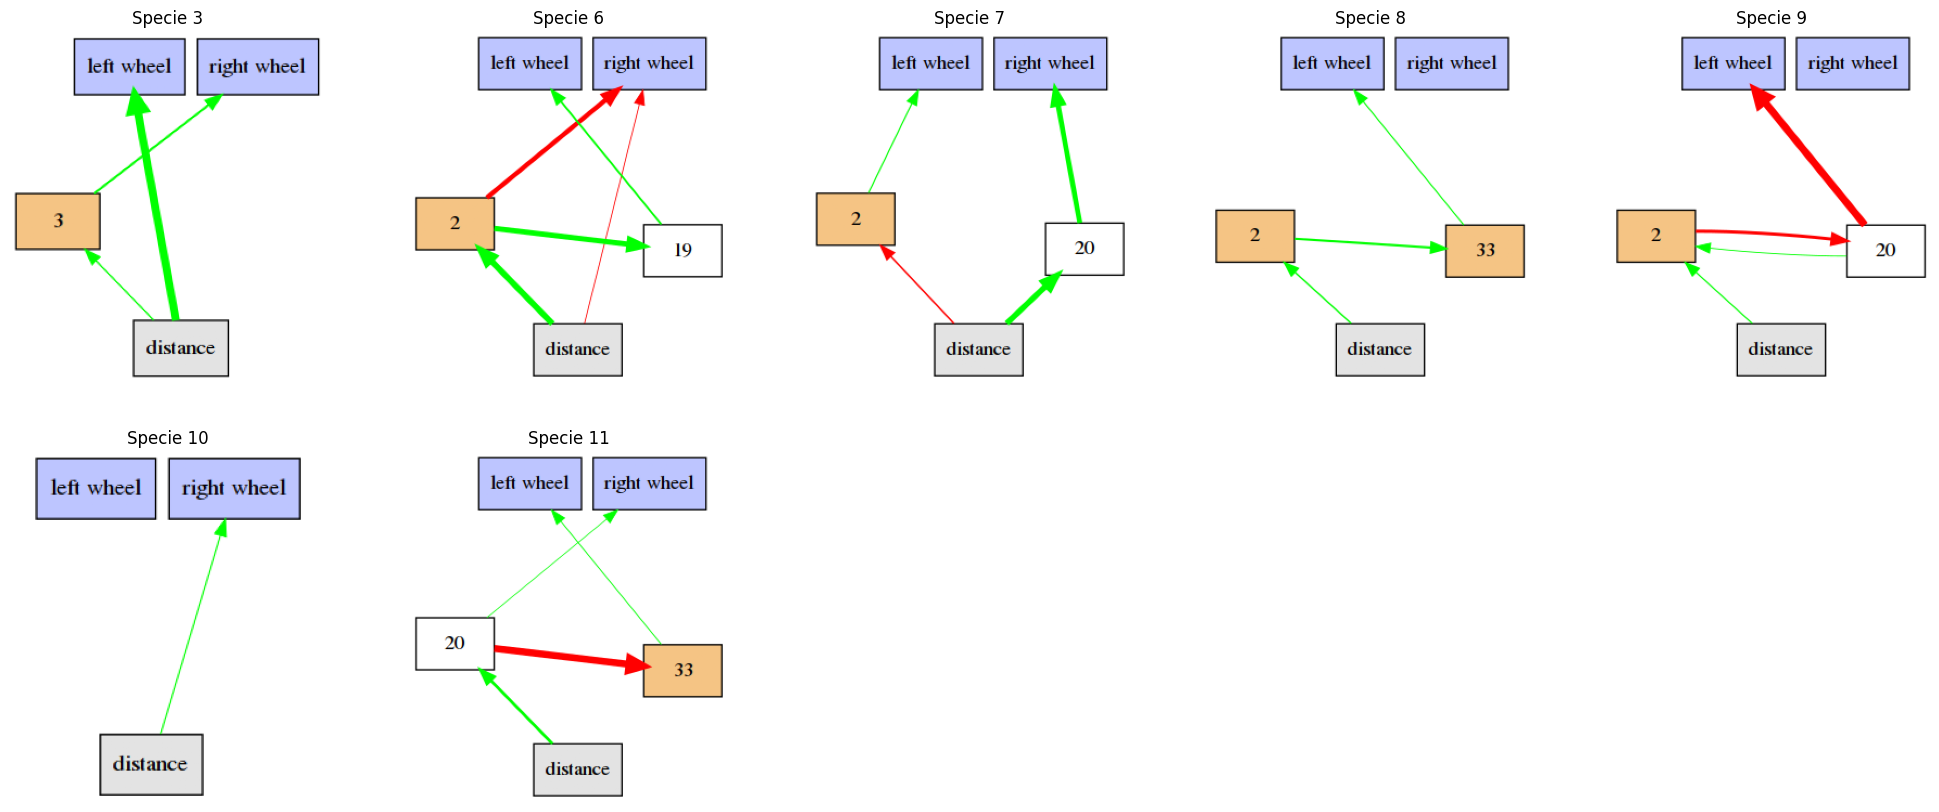 Specie 3
left wheel
right wheel
3
distance
Specie 6
left wheel
right wheel
2
19
distance
Specie 7
left wheel
right wheel
2
20
distance
Specie 8
left wheel
right wheel
2
33
distance
Specie 9
left wheel
right wheel
2
20
distance
Specie 10
left wheel
right wheel
distance
Specie 11
left wheel
right wheel
20
33
distance